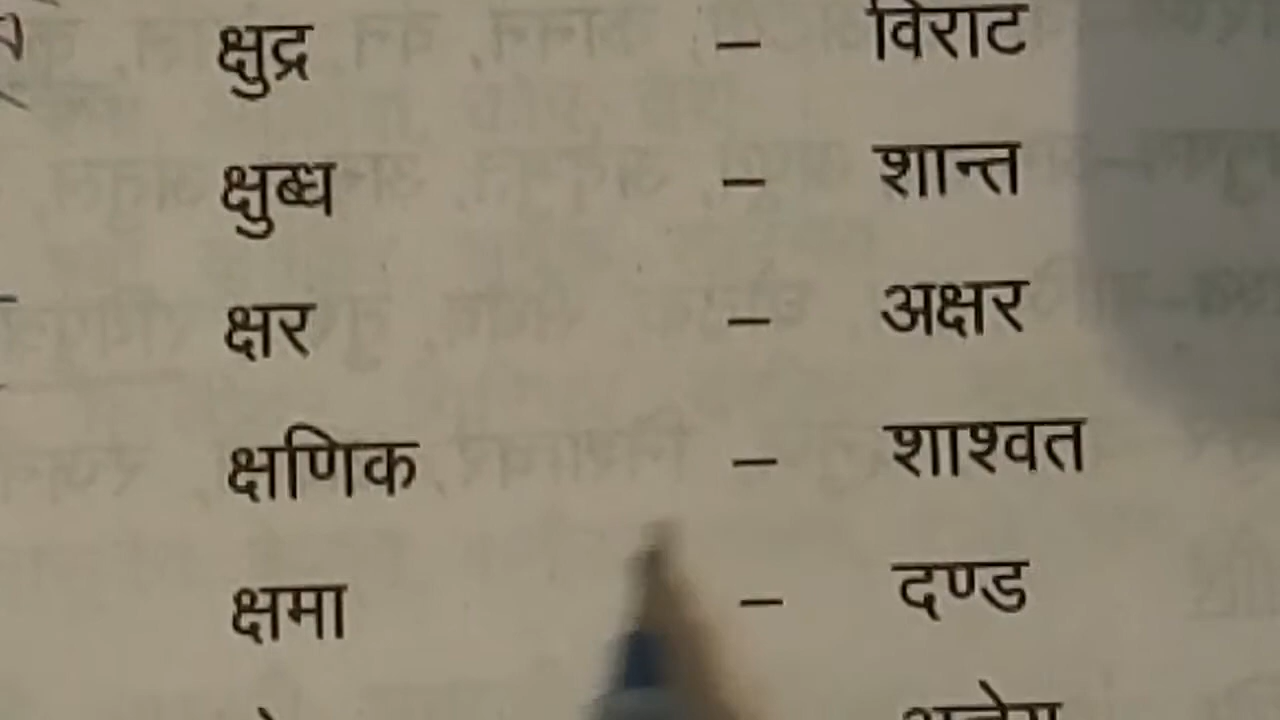 क्षुद्र – विराट
क्षुब्ध – शान्त
क्षर – अक्षर
क्षणिक – शाश्वत
क्षमा – दण्ड